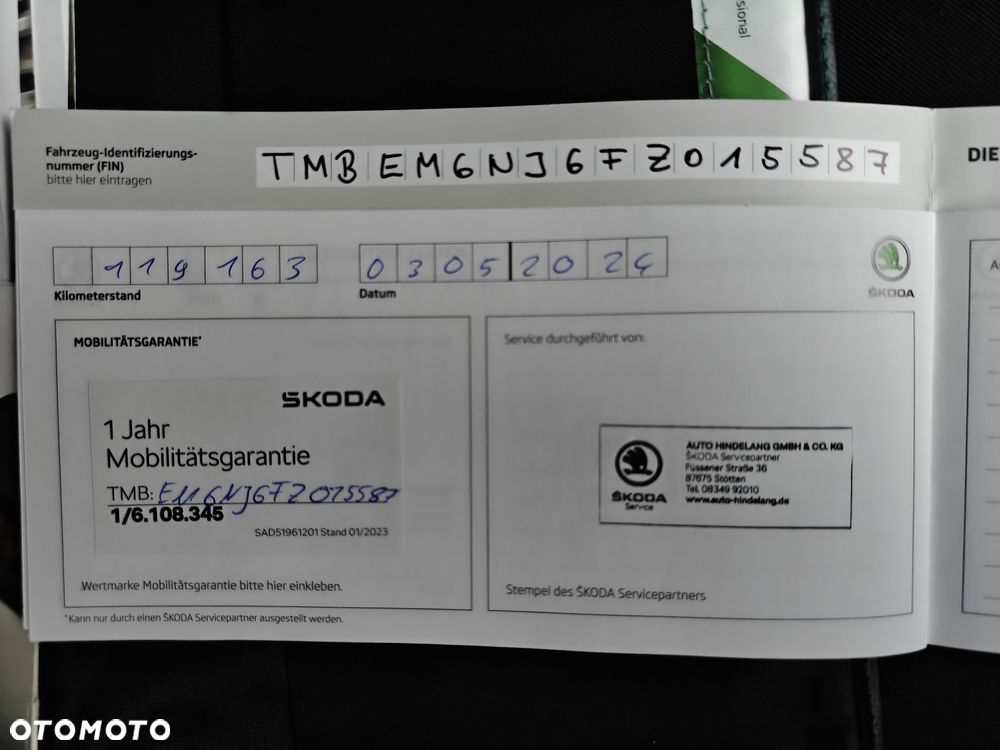 sional
Fahrzeug-Identifizierungs-
nummer (FIN)
bitte hier eintragen
TMBEM6NJ6FZ015587
DIE
119163
03052024
Kilometerstand
Datum
ŠKODA
MOBILITÄTSGARANTIE*
Service durchgeführt von:
ŠKODA
1 Jahr
Mobilitätsgarantie
TMB: EM6NJ6FZ015587
1/6.108.345
SAD51961201 Stand 01/2023
Wertmarke Mobilitätsgarantie bitte hier einkleben.
ŠKODA
Service
AUTO HINDELANG GMBH & CO. KG
ŠKODA Servicepartner
Füssener Straße 36
87675 Stötten
Tel. 08349 92010
www.auto-hindelang.de
Stempel des ŠKODA Servicepartners
*Kann nur durch einen ŠKODA Servicepartner ausgestellt werden.
OTOMOTO